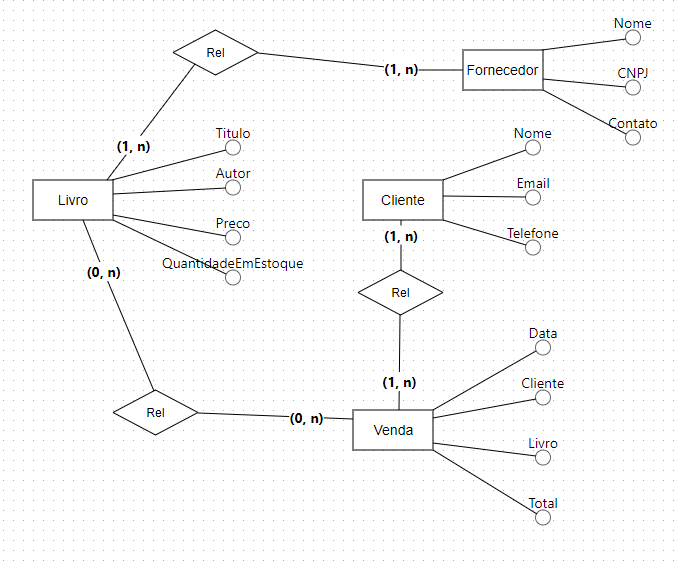 Nome
Rel
Fornecedor
(1, n)
CNPJ
Contato
(1, n)
Titulo
Nome
Autor
Email
Livro
Cliente
Preco
Telefone
(1, n)
QuantidadeEmEstoque
(0, n)
Rel
Data
(1, n)
Cliente
Rel
(0, n)
Venda
Livro
Total